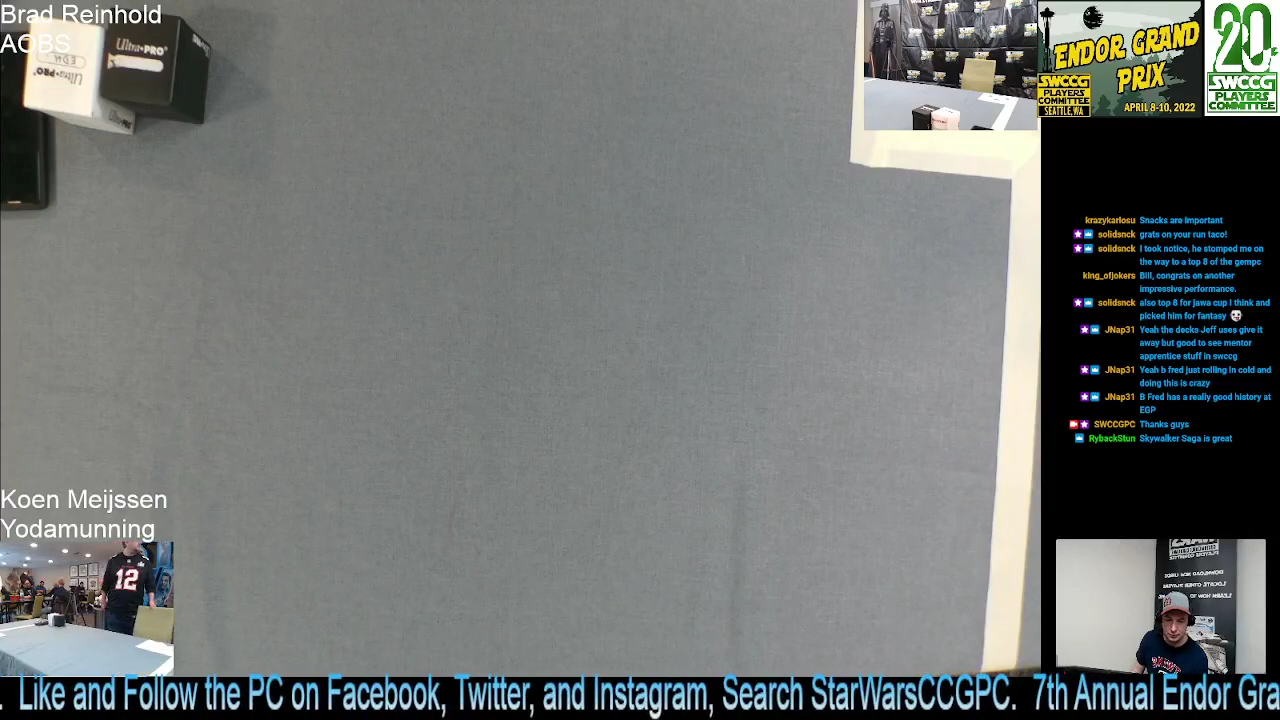 Brad Reinhold
AOBS
ULTRA·PRO
ULTRA·PRO
EDH
ENDOR GRAND
PRIX
SWCCG
PLAYERS
COMMITTEE
SEATTLE,WA
APRIL 8-10, 2022
20
SWCCG
PLAYERS
COMMITTEE
krazykarlosu Snacks are important
solidsnck grats on your run taco!
solidsnck I took notice, he stomped me on
the way to a top 8 of the gempc
king_ofjokers Bill, congrats on another
impressive performance.
solidsnck also top 8 for jawa cup I think and
picked him for fantasy
JNap31 Yeah the decks Jeff uses give it
away but good to see mentor
apprentice stuff in swccg
JNap31 Yeah b fred just rolling in cold and
doing this is crazy
JNap31 B Fred has a really good history at
EGP
SWCCGPC Thanks guys
RybackStun Skywalker Saga is great
Koen Meijssen
Yodamunning
12
. Like and Follow the PC on Facebook, Twitter, and Instagram, Search StarWarsCCGPC. 7th Annual Endor Gra